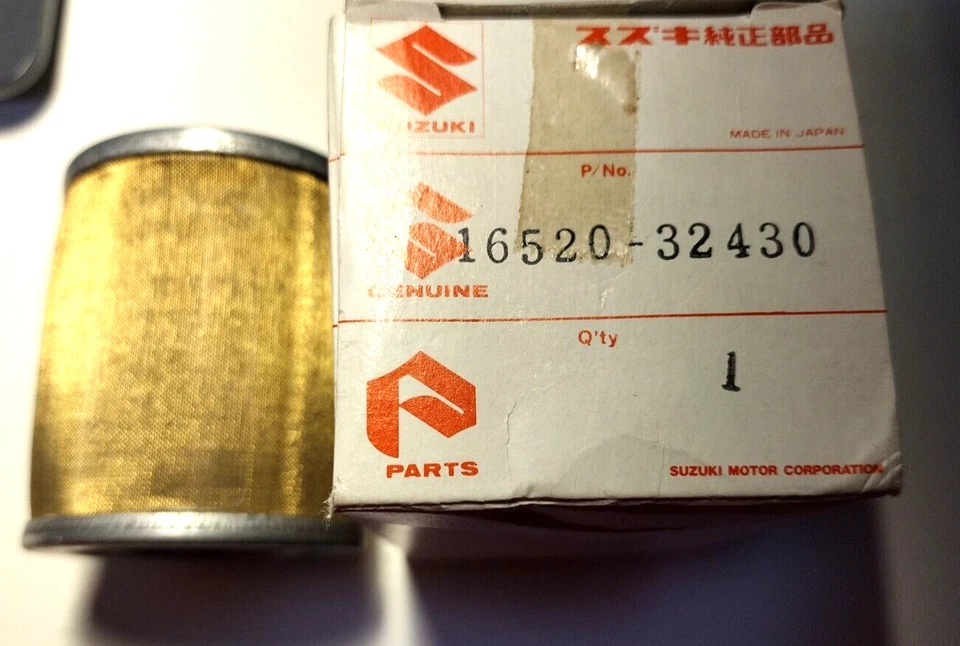 スズキ純正部品
SUZUKI
MADE IN JAPAN
P/No.
16520-32430
GENUINE
Q'ty
1
PARTS
SUZUKI MOTOR CORPORATION